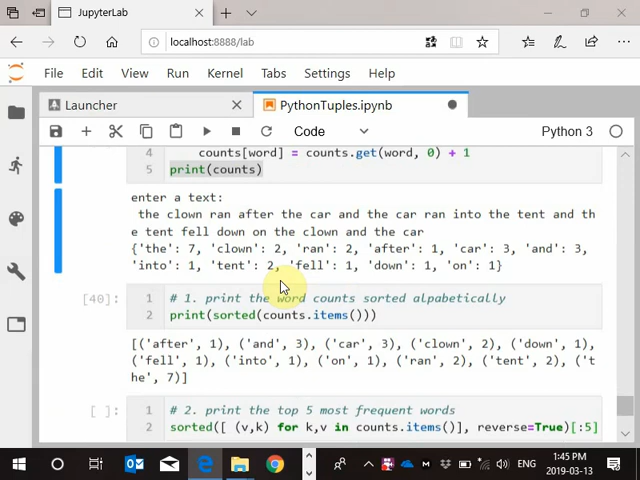 JupyterLab
localhost:8888/lab
File Edit View Run Kernel Tabs Settings Help
Launcher
PythonTuples.ipynb
Code
Python 3
4 counts[word] = counts.get(word, 0) + 1
5 print(counts)
enter a text:
the clown ran after the car and the car ran into the tent and th
e tent fell down on the clown and the car
{'the': 7, 'clown': 2, 'ran': 2, 'after': 1, 'car': 3, 'and': 3,
'into': 1, 'tent': 2, 'fell': 1, 'down': 1, 'on': 1}
[40]:
1 # 1. print the word counts sorted alpabetically
2 print(sorted(counts.items()))
[('after', 1), ('and', 3), ('car', 3), ('clown', 2), ('down', 1),
('fell', 1), ('into', 1), ('on', 1), ('ran', 2), ('tent', 2), ('t
he', 7)]
[ ]:
1 # 2. print the top 5 most frequent words
2 sorted([ (v,k) for k,v in counts.items()], reverse=True)[:5]
ENG
1:45 PM
2019-03-13